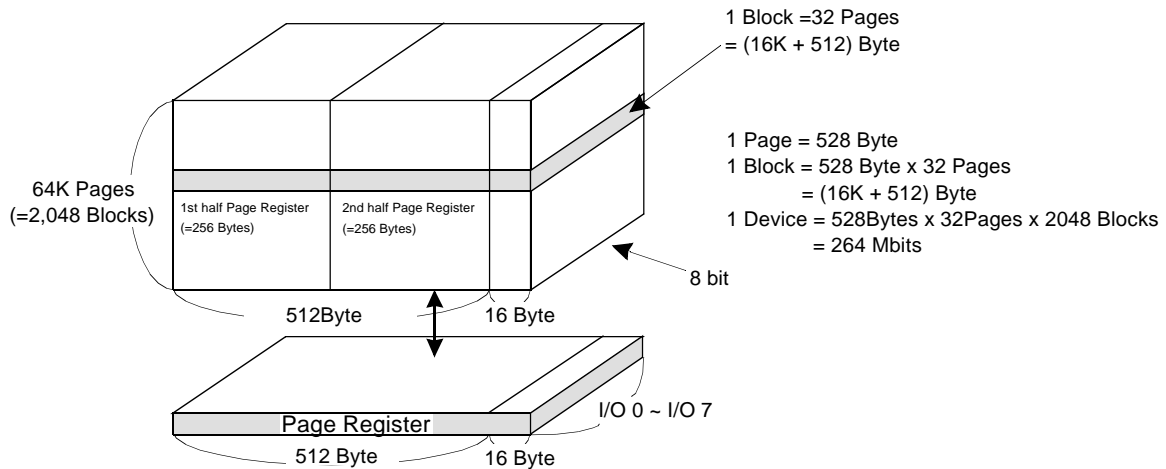 1 Block =32 Pages
= (16K + 512) Byte
1 Page = 528 Byte
1 Block = 528 Byte x 32 Pages
= (16K + 512) Byte
1 Device = 528Bytes x 32Pages x 2048 Blocks
= 264 Mbits
64K Pages
(=2,048 Blocks)
1st half Page Register
(=256 Bytes)
2nd half Page Register
(=256 Bytes)
8 bit
512Byte
16 Byte
I/O 0 ~ I/O 7
Page Register
512 Byte
16 Byte